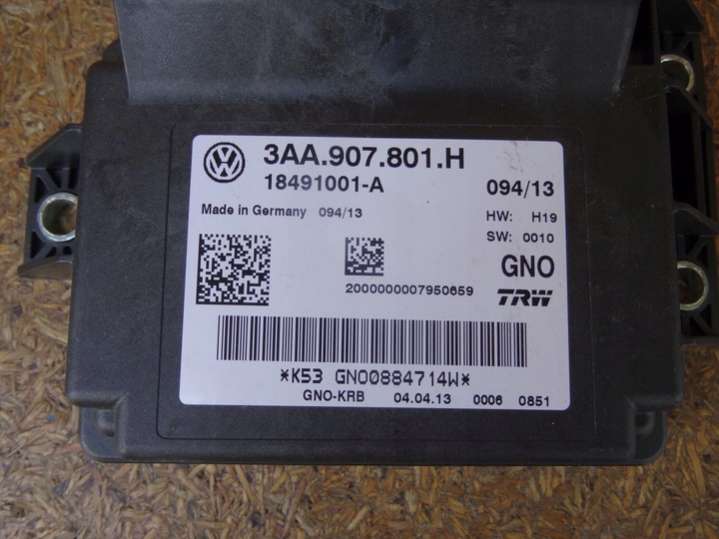 3AA.907.801.H
18491001-A 094/13
Made in Germany 094/13 HW: H19
SW: 0010
GNO
2000000007950659 TRW
*K53 GNO0884714W*
GNO-KRB 04.04.13 0006 0851